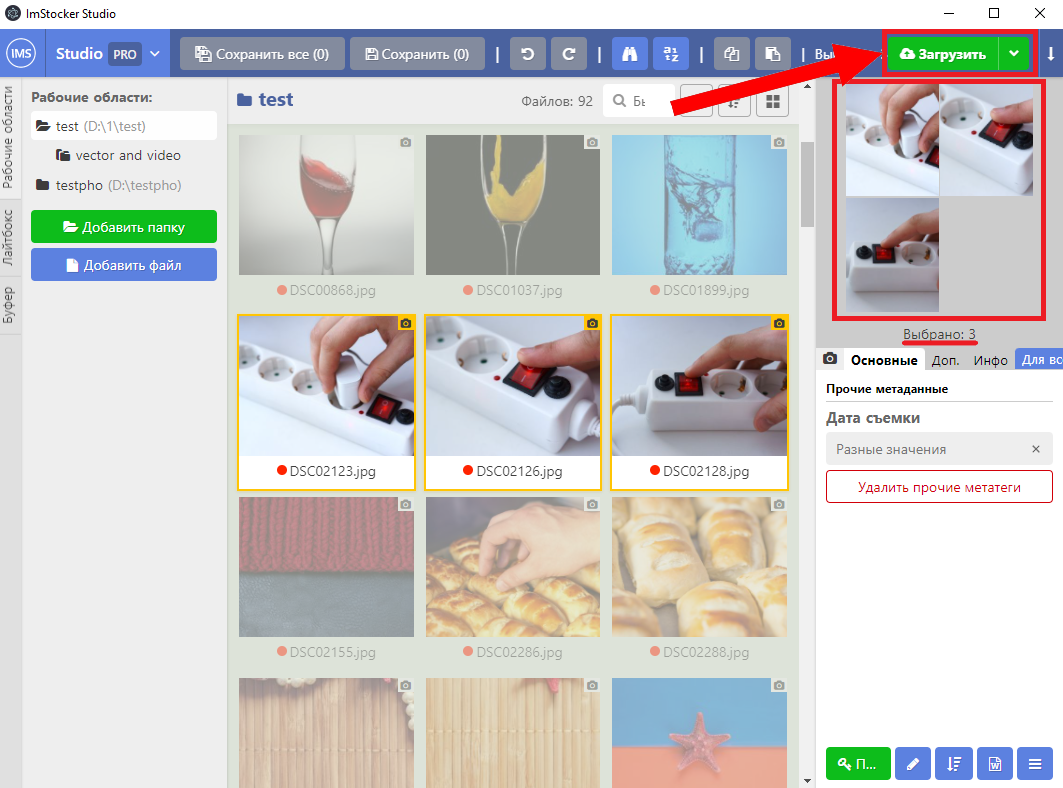 ImStocker Studio
IMS Studio PRO
Сохранить все (0)
Сохранить (0)
Загрузить
Рабочие области
Лайтбокс
Буфер
Рабочие области:
test (D:\1\test)
vector and video
testpho (D:\testpho)
Добавить папку
Добавить файл
test
Файлов: 92
DSC00868.jpg
DSC01037.jpg
DSC01899.jpg
DSC02123.jpg
DSC02126.jpg
DSC02128.jpg
DSC02155.jpg
DSC02286.jpg
DSC02288.jpg
Выбрано: 3
Основные
Доп.
Инфо
Для вс
Прочие метаданные
Дата съемки
Разные значения
Удалить прочие метатеги
П...